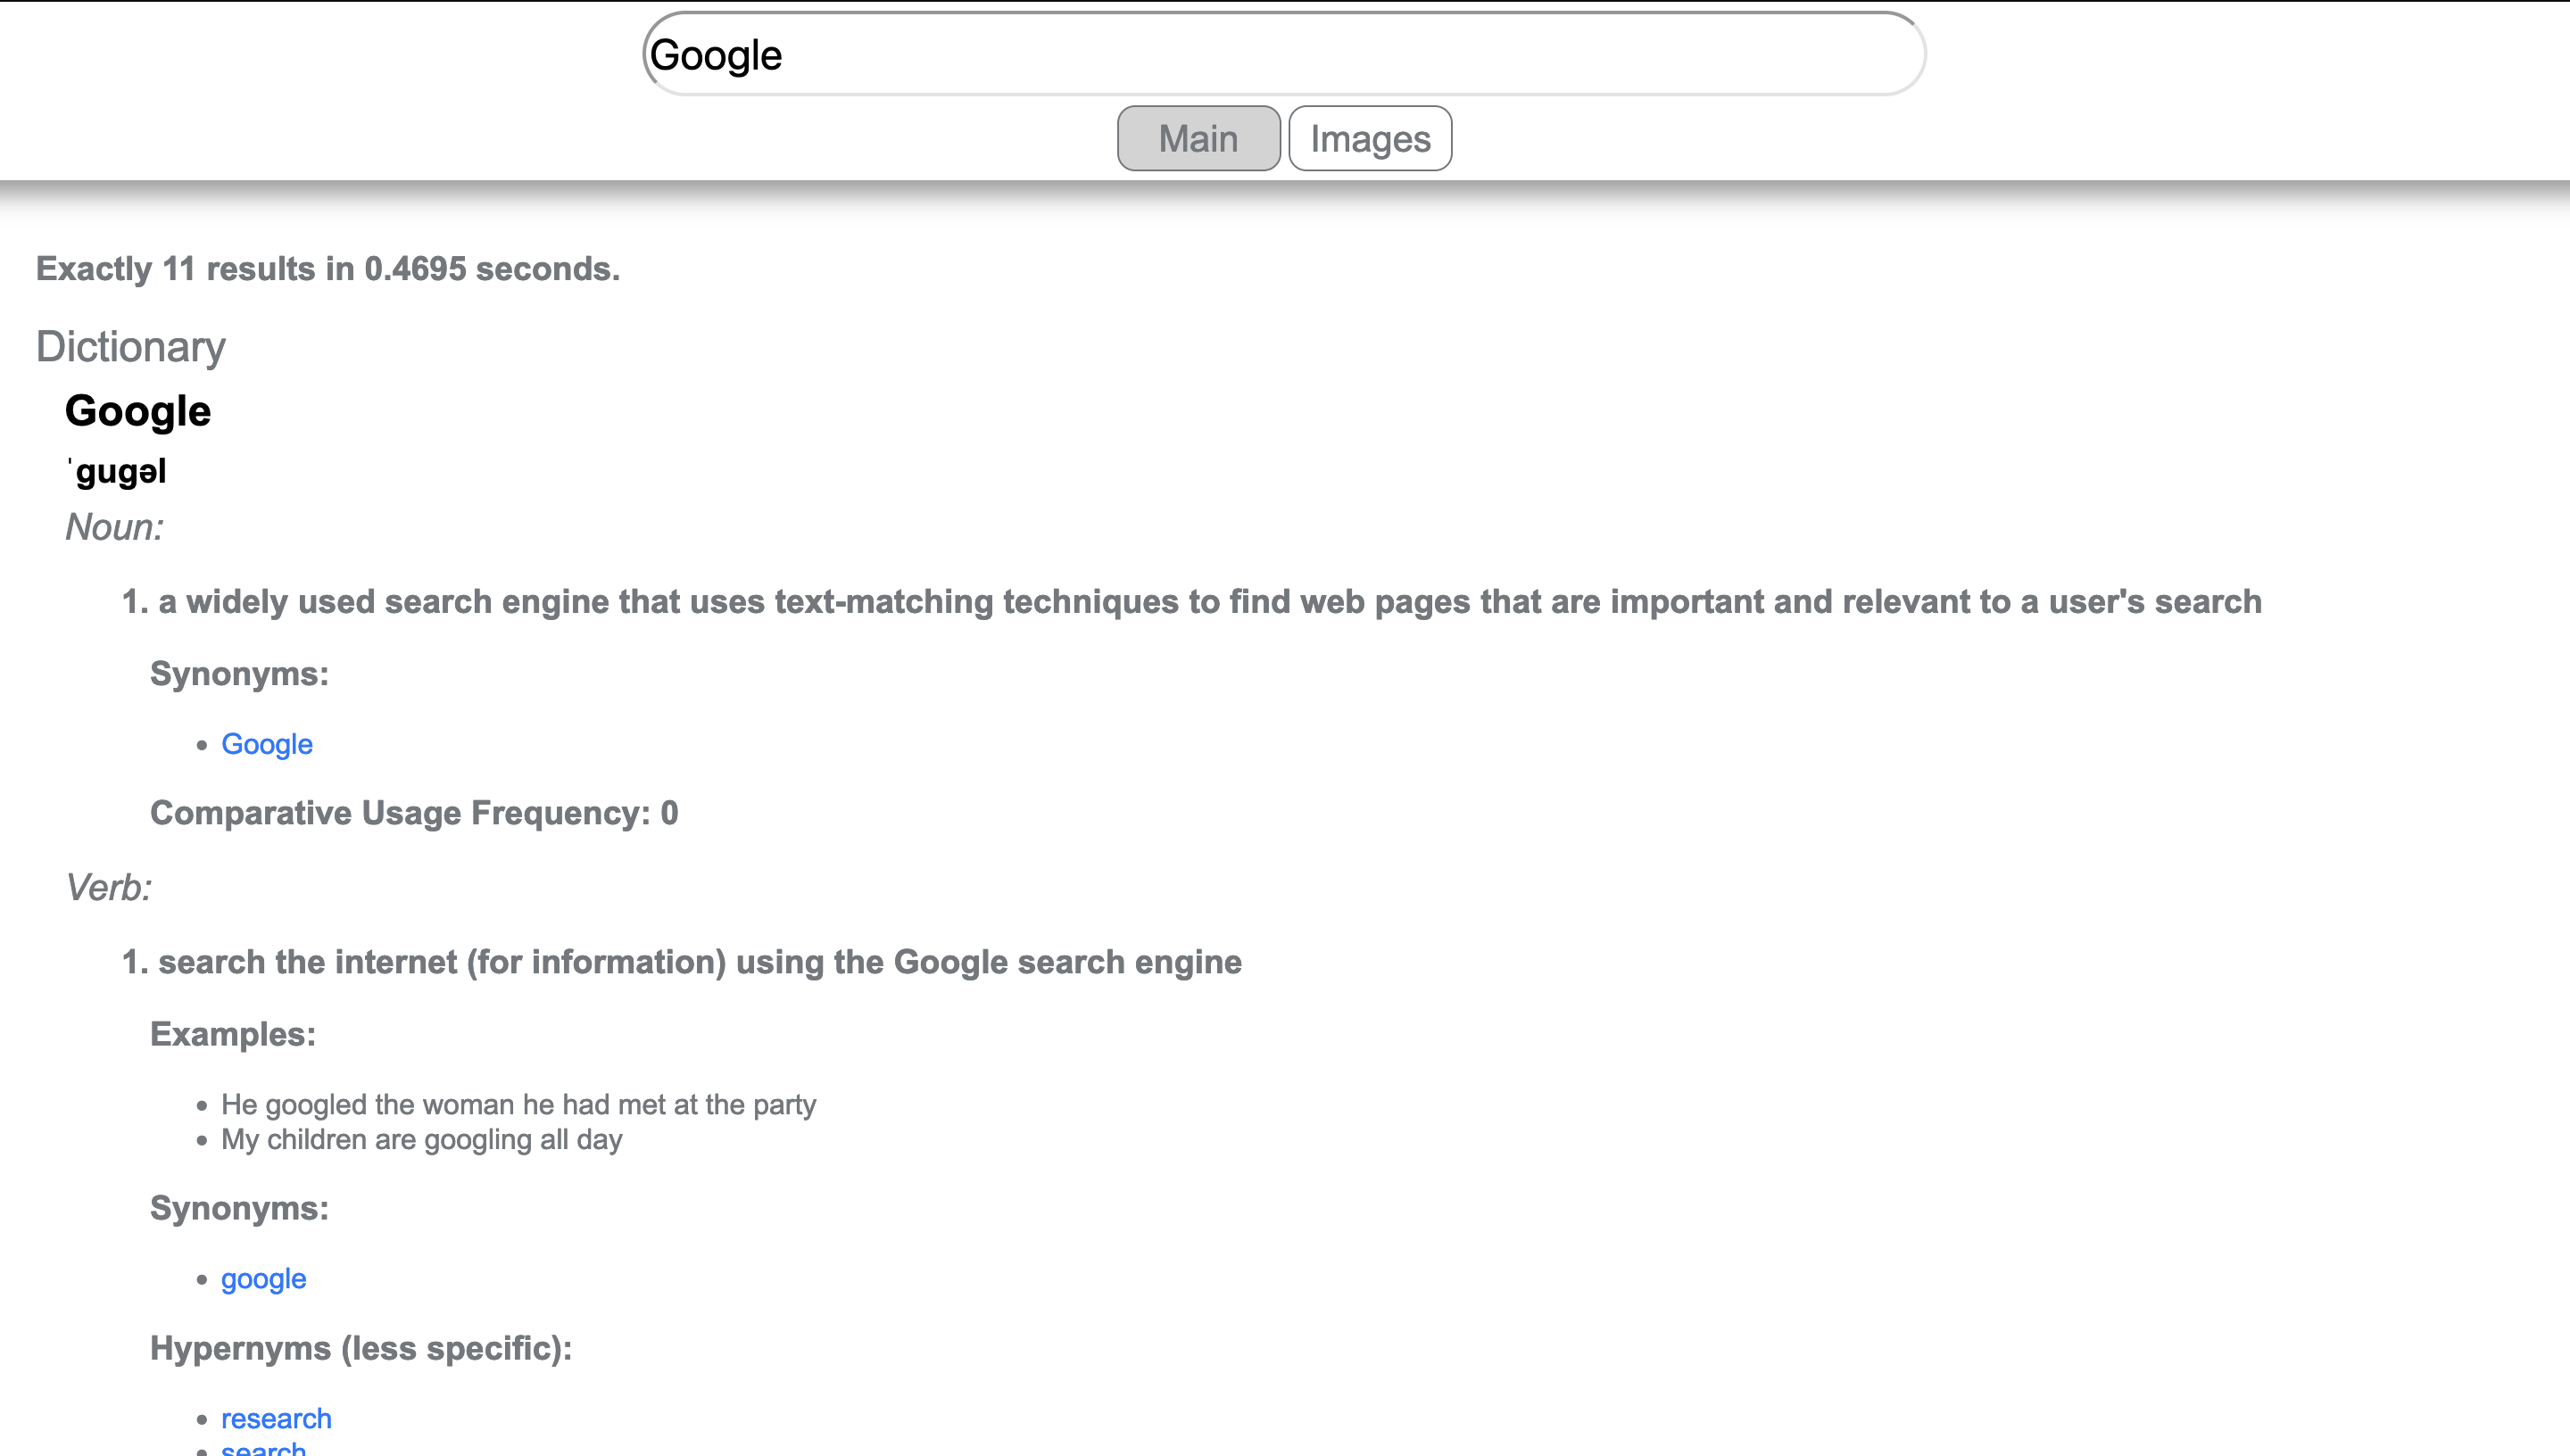 Google
Main Images
Exactly 11 results in 0.4695 seconds.
Dictionary
Google
ˈgugəl
Noun:
1. a widely used search engine that uses text-matching techniques to find web pages that are important and relevant to a user's search
Synonyms:
• Google
Comparative Usage Frequency: 0
Verb:
1. search the internet (for information) using the Google search engine
Examples:
• He googled the woman he had met at the party
• My children are googling all day
Synonyms:
• google
Hypernyms (less specific):
• research
• search